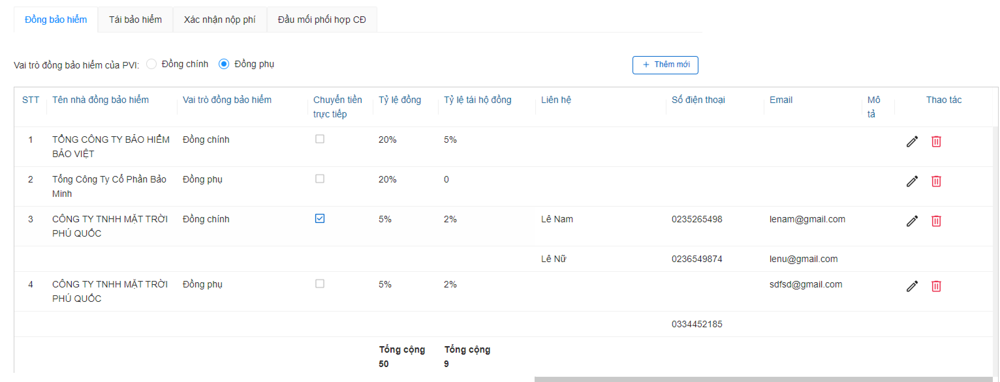 Đồng bảo hiểm Tái bảo hiểm Xác nhận nộp phí Đầu mối phối hợp CĐ
Vai trò đồng bảo hiểm của PVI: Đồng chính Đồng phụ + Thêm mới
STT Tên nhà đồng bảo hiểm Vai trò đồng bảo hiểm Chuyển tiền Tỷ lệ đồng Tỷ lệ tái hộ đồng Liên hệ Số điện thoại Email Mô Thao tác
trực tiếp tả
1 TỔNG CÔNG TY BẢO HIỂM Đồng chính 20% 5%
BẢO VIỆT
2 Tổng Công Ty Cổ Phần Bảo Đồng phụ 20% 0
Minh
3 CÔNG TY TNHH MẶT TRỜI Đồng chính 5% 2% Lê Nam 0235265498 lenam@gmail.com
PHÚ QUỐC
Lê Nữ 0236549874 lenu@gmail.com
4 CÔNG TY TNHH MẶT TRỜI Đồng phụ 5% 2% sdfsd@gmail.com
PHÚ QUỐC
0334452185
Tổng cộng Tổng cộng
50 9